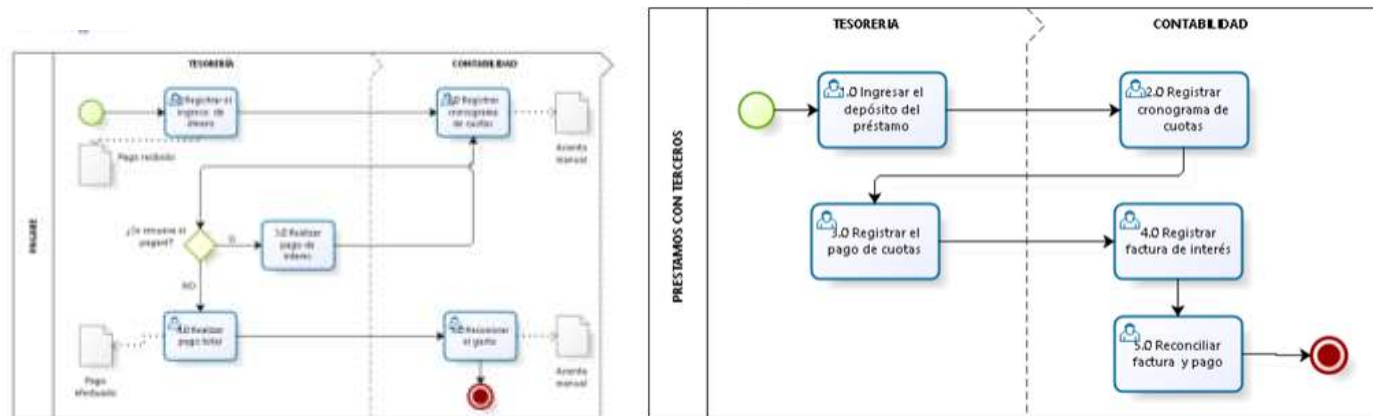 TESORERÍA
CONTABILIDAD
PAGARE
1.0 Registrar el
ingreso de
dinero
2.0 Registrar
cronograma
de cuotas
Asiento
manual
Pago recibido
¿Se renueva el
pagaré?
SI
3.0 Realizar
pago de
interés
NO
4.0 Realizar
pago total
5.0 Reconocer
el gasto
Asiento
manual
Pago
efectuado
TESORERIA
CONTABILIDAD
PRESTAMOS CON TERCEROS
1.0 Ingresar el
depósito del
préstamo
2.0 Registrar
cronograma de
cuotas
3.0 Registrar el
pago de cuotas
4.0 Registrar
factura de interés
5.0 Reconciliar
factura y pago